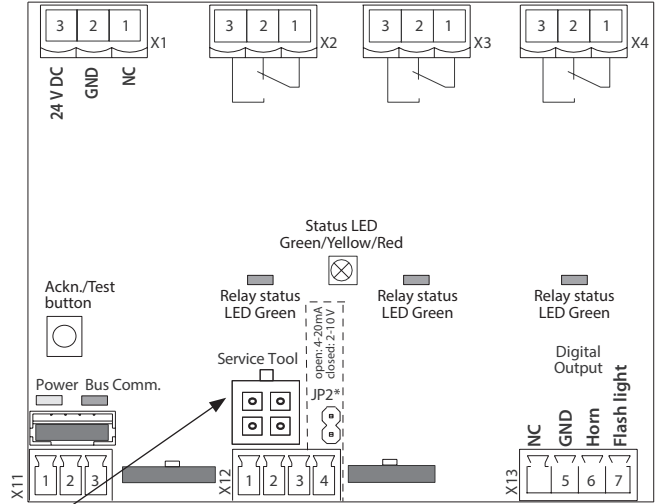 3 2 1
X1
3 2 1
X2
3 2 1
X3
3 2 1
X4
24 V DC
GND
NC
Status LED
Green/Yellow/Red
Ackn./Test
button
Relay status
LED Green
Relay status
LED Green
Relay status
LED Green
open: 4-20mA
closed: 2-10V
Digital
Output
Service Tool
JP2*
Power Bus Comm.
NC
GND
Horn
Flash light
X11
1 2 3
X12
1 2 3 4
X13
5 6 7